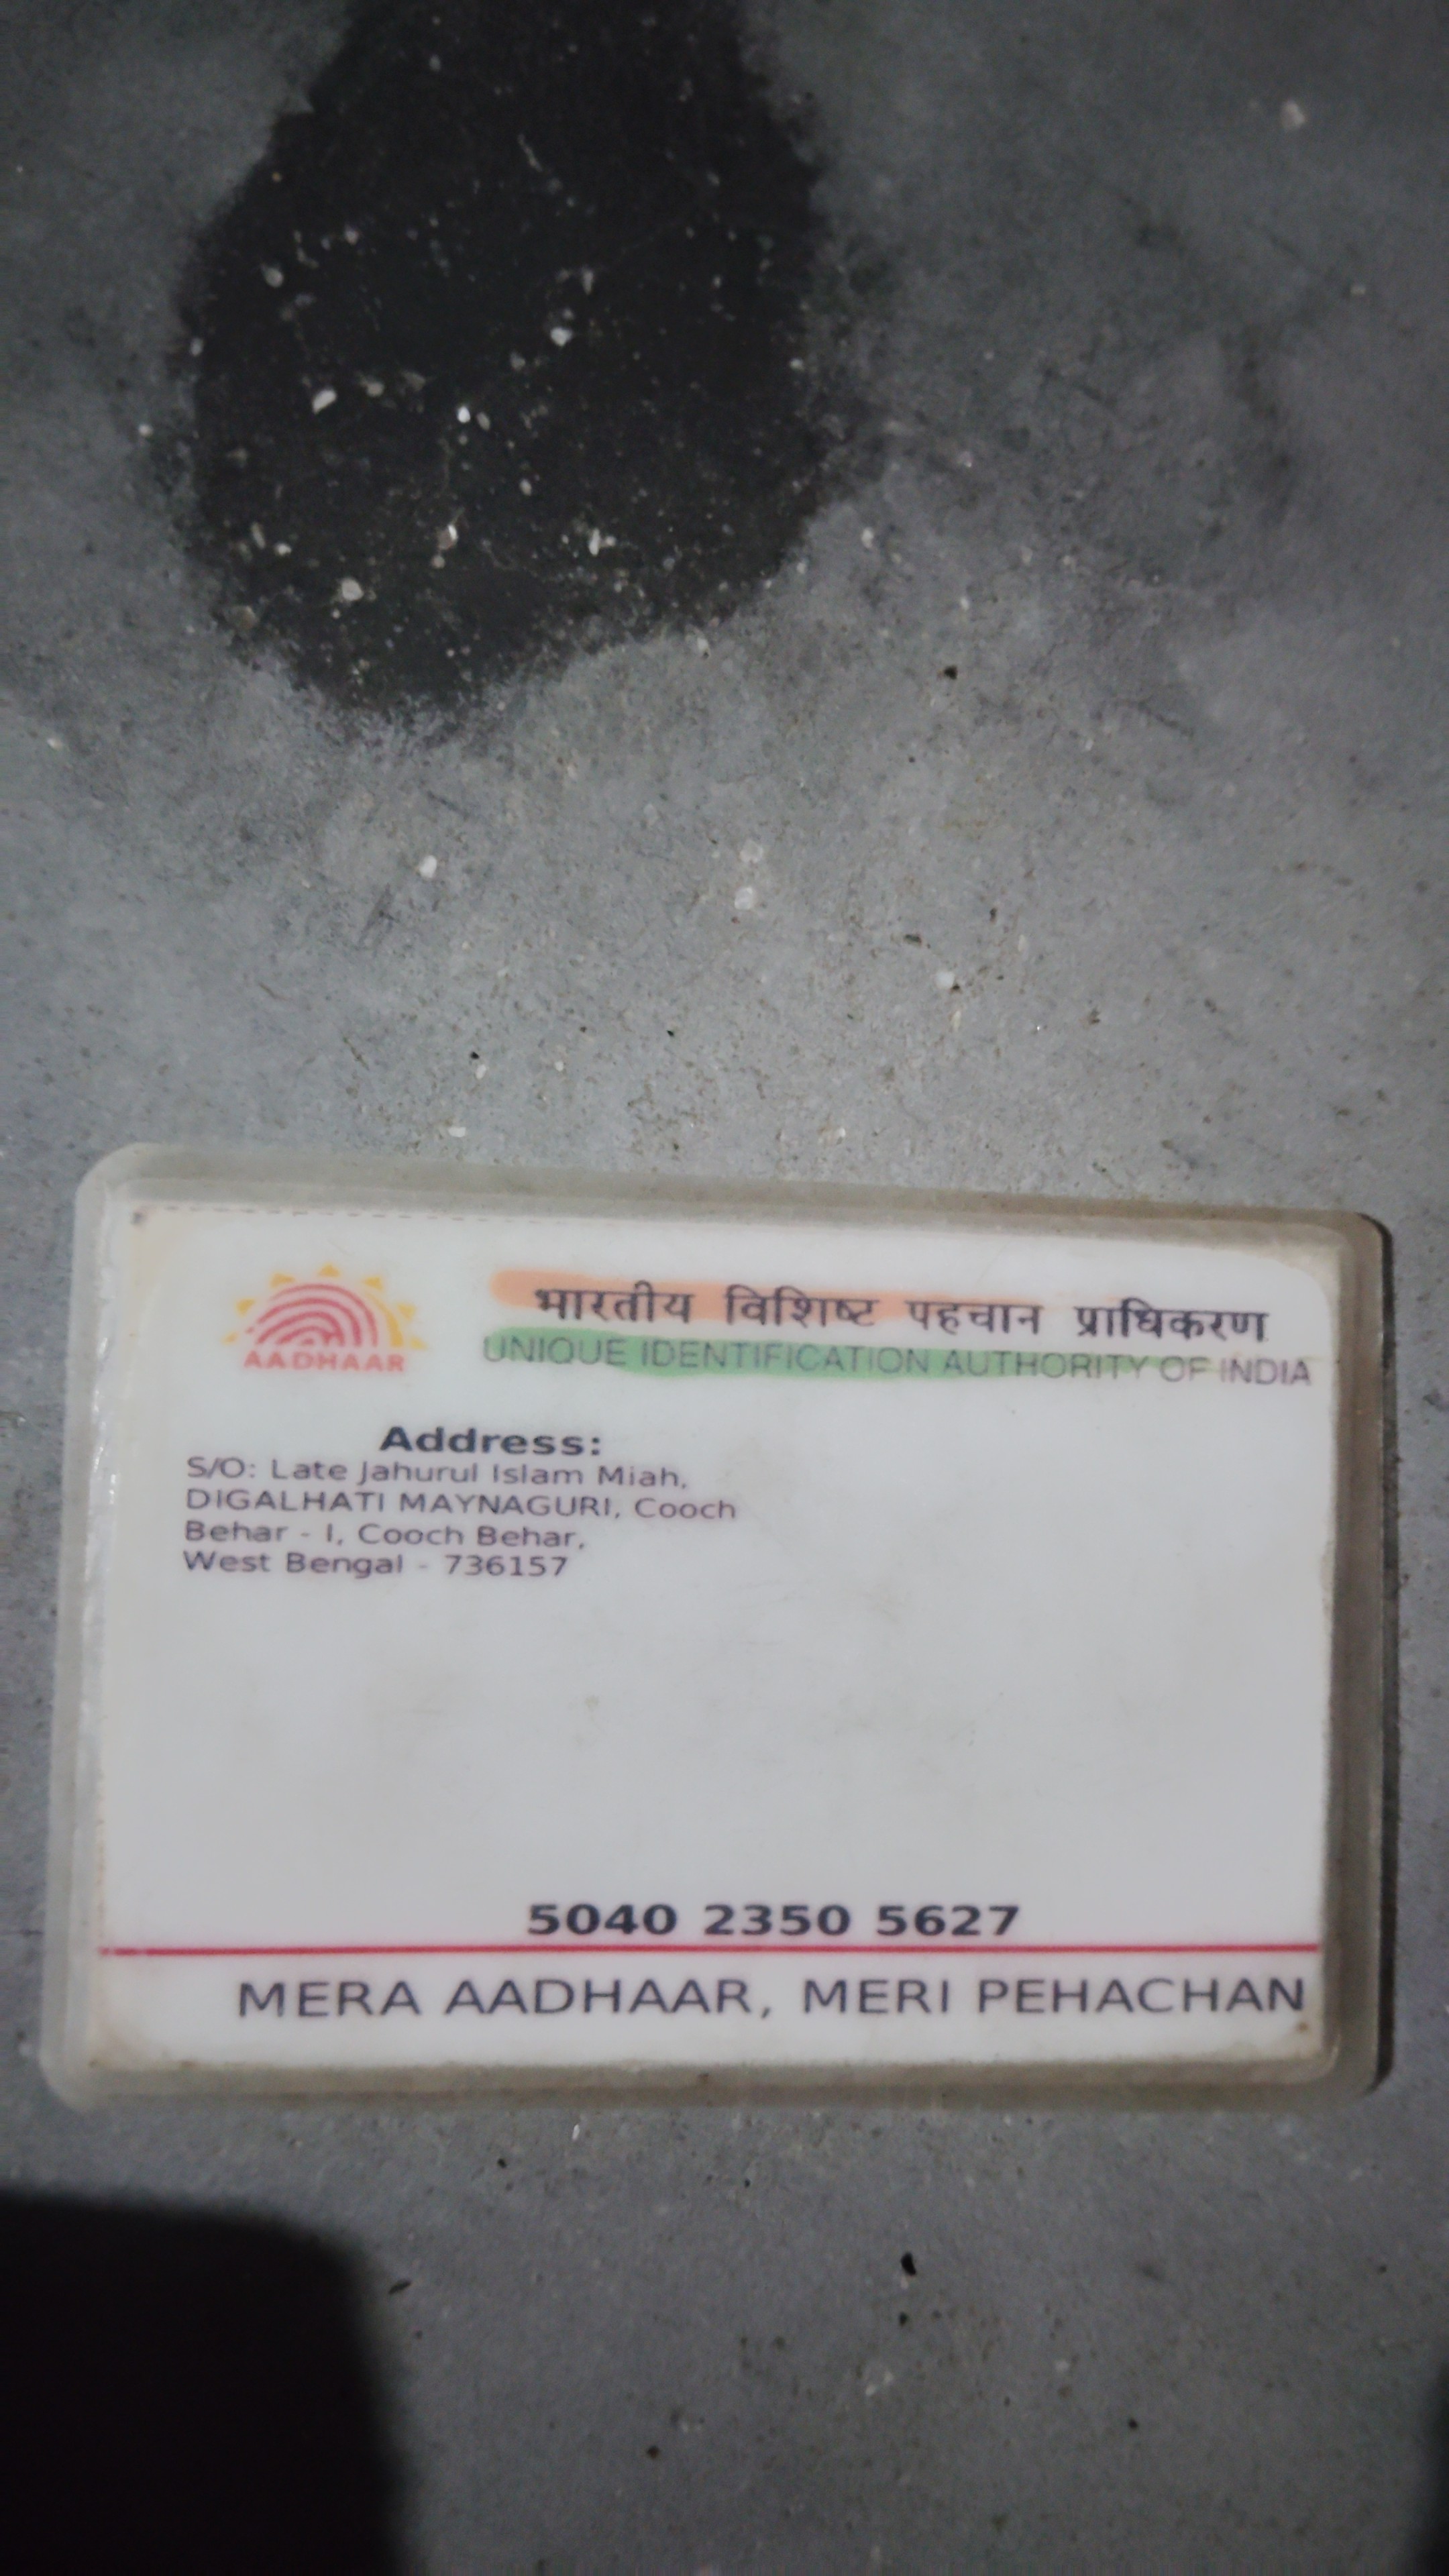 भारतीय विशिष्ट पहचान प्राधिकरण
UNIQUE IDENTIFICATION AUTHORITY OF INDIA
AADHAAR
Address:
S/O: Late Jahurul Islam Miah,
DIGALHATI MAYNAGURI, Cooch
Behar - I, Cooch Behar,
West Bengal - 736157
5040 2350 5627
MERA AADHAAR, MERI PEHACHAN